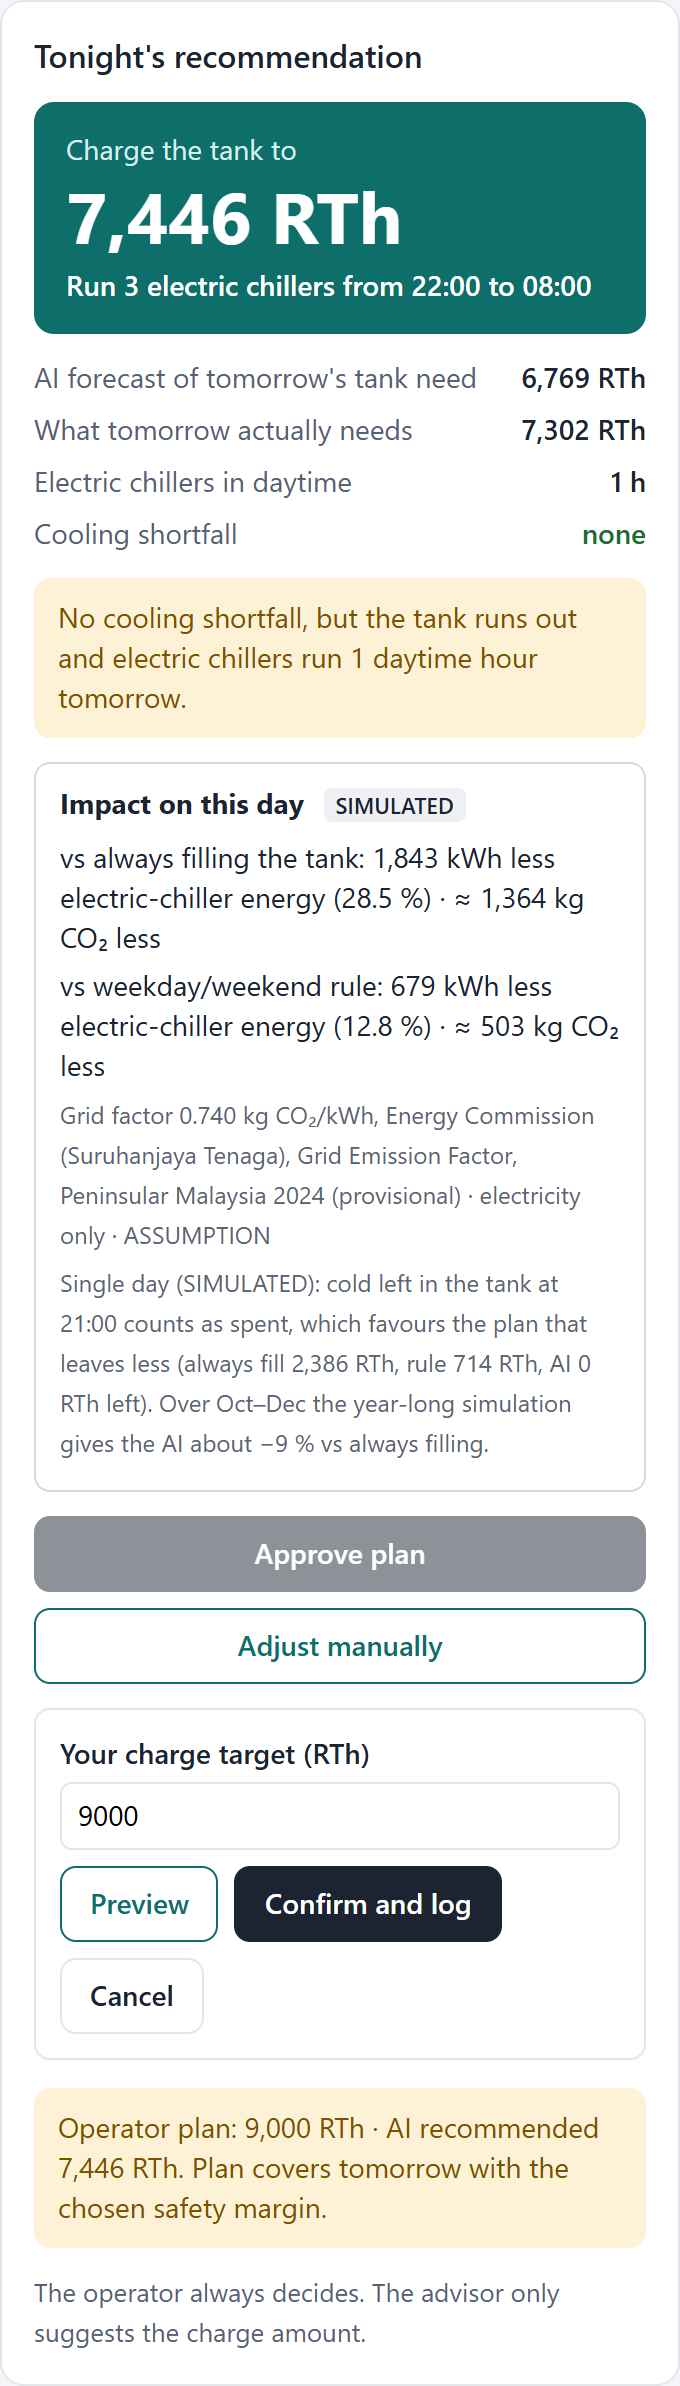 Tonight's recommendation
Charge the tank to
7,446 RTh
Run 3 electric chillers from 22:00 to 08:00
AI forecast of tomorrow's tank need 6,769 RTh
What tomorrow actually needs 7,302 RTh
Electric chillers in daytime 1 h
Cooling shortfall none
No cooling shortfall, but the tank runs out
and electric chillers run 1 daytime hour
tomorrow.
Impact on this day SIMULATED
vs always filling the tank: 1,843 kWh less
electric-chiller energy (28.5 %) · ≈ 1,364 kg
CO₂ less
vs weekday/weekend rule: 679 kWh less
electric-chiller energy (12.8 %) · ≈ 503 kg CO₂
less
Grid factor 0.740 kg CO₂/kWh, Energy Commission
(Suruhanjaya Tenaga), Grid Emission Factor,
Peninsular Malaysia 2024 (provisional) · electricity
only · ASSUMPTION
Single day (SIMULATED): cold left in the tank at
21:00 counts as spent, which favours the plan that
leaves less (always fill 2,386 RTh, rule 714 RTh, AI 0
RTh left). Over Oct–Dec the year-long simulation
gives the AI about −9 % vs always filling.
Approve plan
Adjust manually
Your charge target (RTh)
9000
Preview Confirm and log
Cancel
Operator plan: 9,000 RTh · AI recommended
7,446 RTh. Plan covers tomorrow with the
chosen safety margin.
The operator always decides. The advisor only
suggests the charge amount.